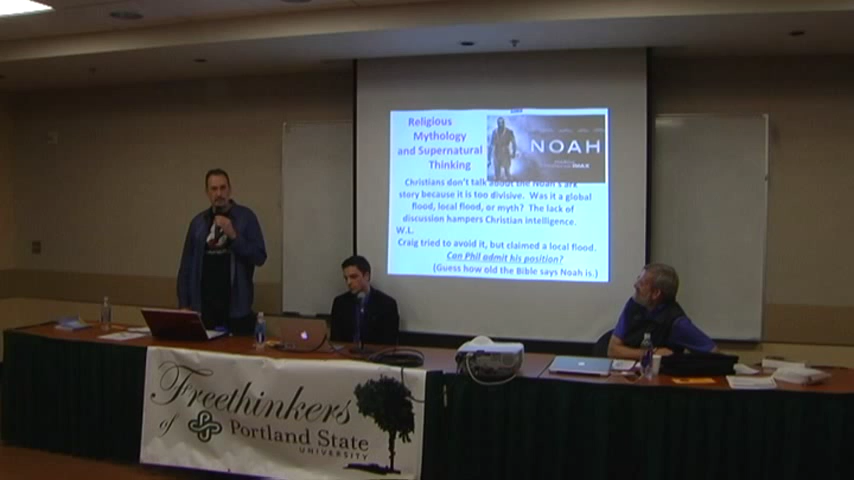 Religious
Mythology
and Supernatural
Thinking
NOAH
IMAX
Christians don't talk about the Noah's ark
story because it is too divisive. Was it a global
flood, local flood, or myth? The lack of
discussion hampers Christian intelligence.
W.L.
Craig tried to avoid it, but claimed a local flood.
Can Phil admit his position?
(Guess how old the Bible says Noah is.)
Freethinkers
of Portland State
UNIVERSITY